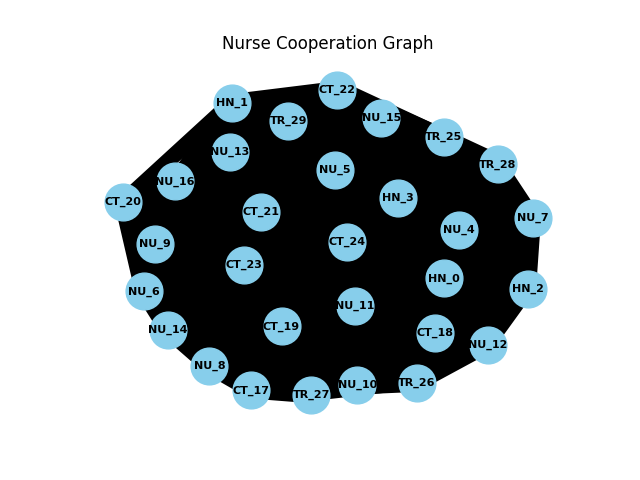 Nurse Cooperation Graph
CT_22
HN_1
NU_15
TR_29
TR_25
NU_13
TR_28
NU_5
NU_16
HN_3
CT_20
CT_21
NU_7
NU_4
CT_24
NU_9
CT_23
HN_0
HN_2
NU_6
NU_11
CT_19
NU_14
CT_18
NU_12
NU_8
TR_26
NU_10
CT_17
TR_27